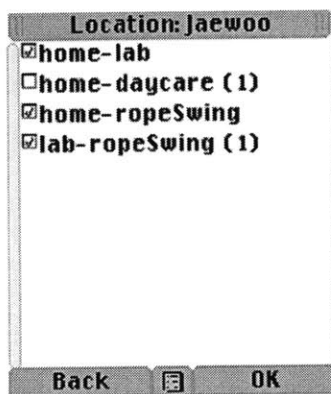 Location: Jaewoo
home-lab
home-daycare (1)
home-ropeSwing
lab-ropeSwing (1)
Back OK